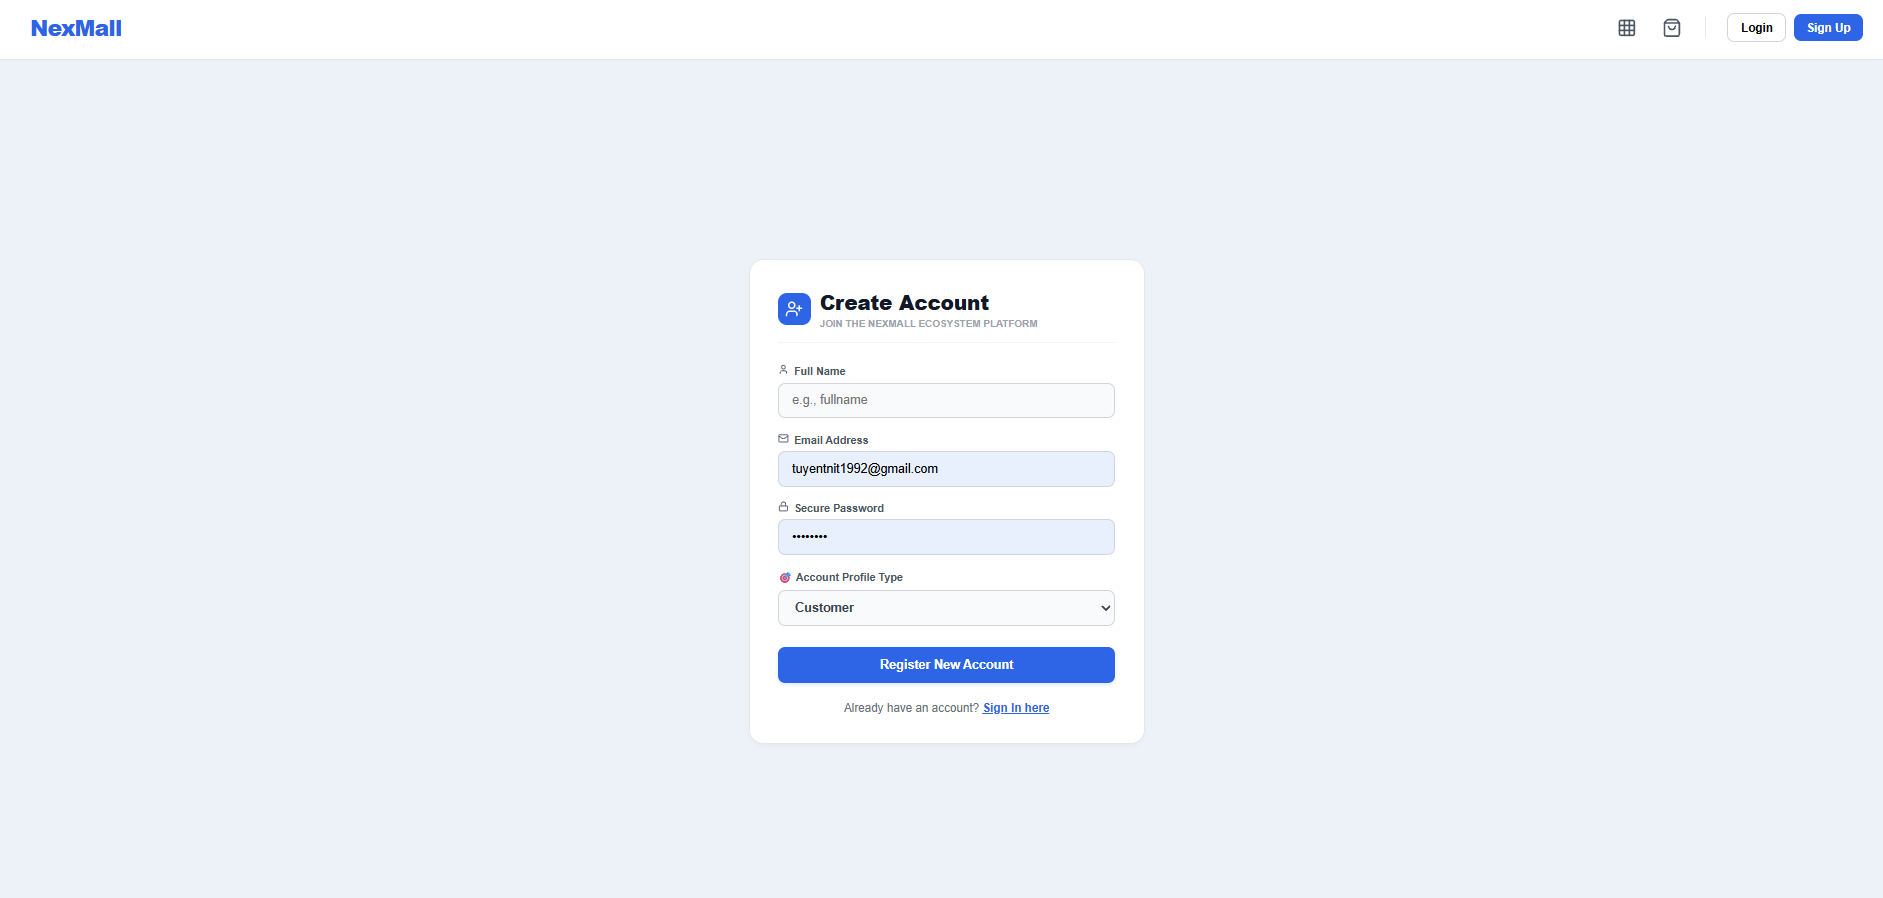 NexMall
Login
Sign Up
Create Account
JOIN THE NEXMALL ECOSYSTEM PLATFORM
Full Name
e.g., fullname
Email Address
tuyentnit1992@gmail.com
Secure Password
••••••••
Account Profile Type
Customer
Register New Account
Already have an account? Sign In here